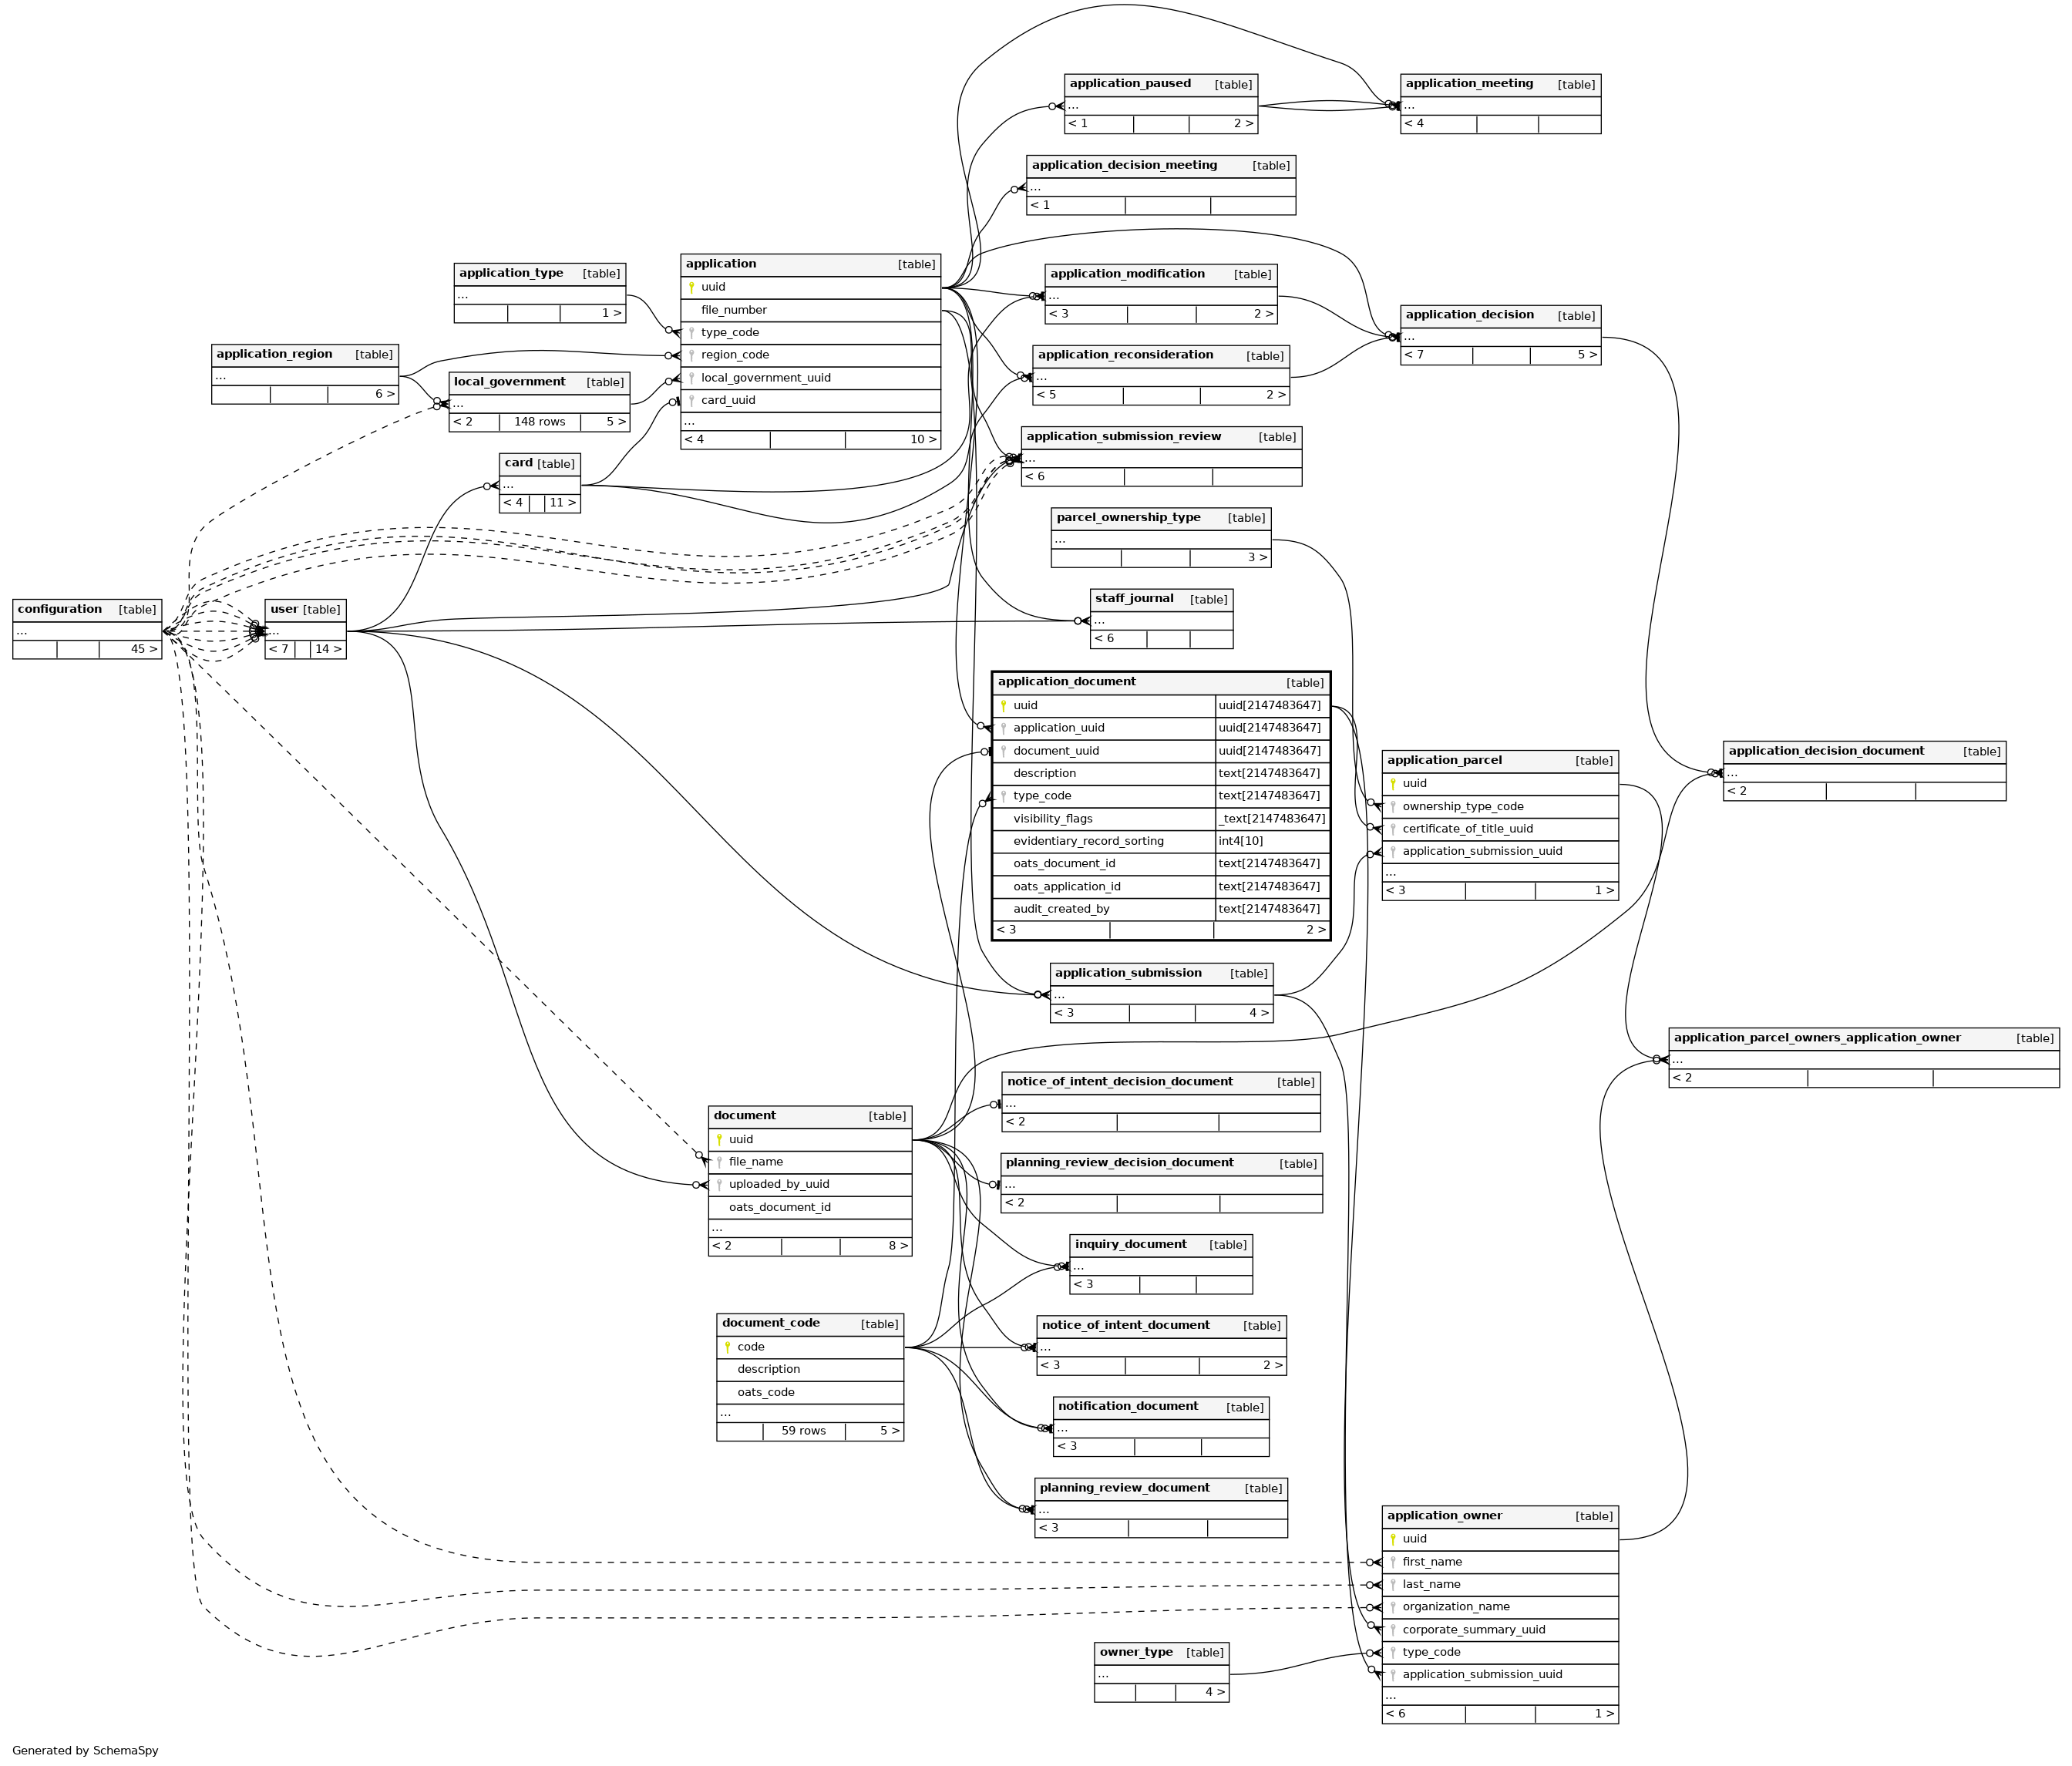 application_paused [table]
...
< 1 2 >
application_meeting [table]
...
< 4
application_decision_meeting [table]
...
< 1
application_type [table]
...
1 >
application [table]
uuid
file_number
type_code
region_code
local_government_uuid
card_uuid
...
< 4 10 >
application_modification [table]
...
< 3 2 >
application_decision [table]
...
< 7 5 >
application_region [table]
...
6 >
local_government [table]
...
< 2 148 rows 5 >
application_reconsideration [table]
...
< 5 2 >
card [table]
...
< 4 11 >
application_submission_review [table]
...
< 6
parcel_ownership_type [table]
...
3 >
configuration [table]
...
45 >
user [table]
...
< 7 14 >
staff_journal [table]
...
< 6
application_document [table]
uuid uuid[2147483647]
application_uuid uuid[2147483647]
document_uuid uuid[2147483647]
description text[2147483647]
type_code text[2147483647]
visibility_flags _text[2147483647]
evidentiary_record_sorting int4[10]
oats_document_id text[2147483647]
oats_application_id text[2147483647]
audit_created_by text[2147483647]
< 3 2 >
application_parcel [table]
uuid
ownership_type_code
certificate_of_title_uuid
application_submission_uuid
...
< 3 1 >
application_decision_document [table]
...
< 2
application_submission [table]
...
< 3 4 >
application_parcel_owners_application_owner [table]
...
< 2
notice_of_intent_decision_document [table]
...
< 2
document [table]
uuid
file_name
uploaded_by_uuid
oats_document_id
...
< 2 8 >
planning_review_decision_document [table]
...
< 2
inquiry_document [table]
...
< 3
document_code [table]
code
description
oats_code
...
59 rows 5 >
notice_of_intent_document [table]
...
< 3 2 >
notification_document [table]
...
< 3
planning_review_document [table]
...
< 3
application_owner [table]
uuid
first_name
last_name
organization_name
corporate_summary_uuid
type_code
application_submission_uuid
...
< 6 1 >
owner_type [table]
...
4 >
Generated by SchemaSpy